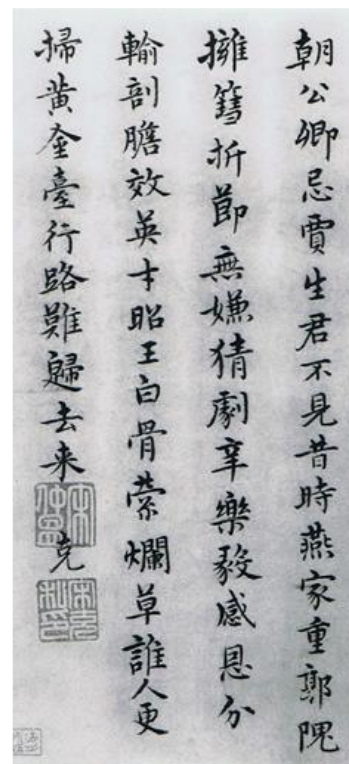 朝公卿忌賈生君不見昔時燕家重郭隗
擁篲折節無嫌猜劇辛樂毅感恩分
輸剖膽效英才昭王白骨縈爛草誰人更
掃黃金臺行路難歸去来 克